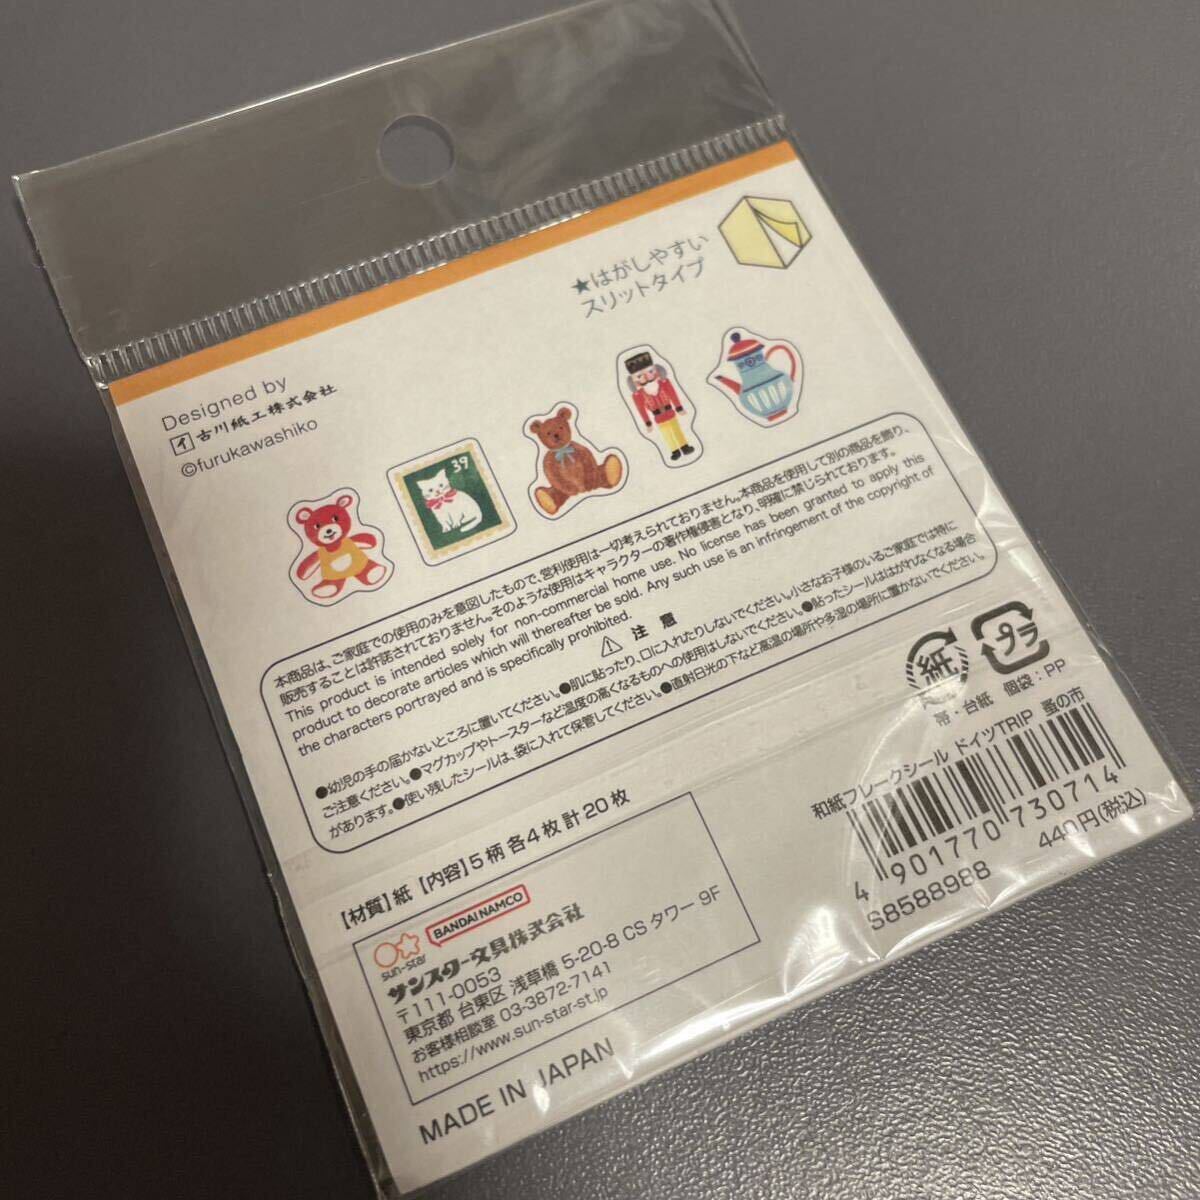 ★はがしやすい
スリットタイプ
Designed by
イ 古川紙工株式会社
©furukawashiko
39
本商品は、ご家庭での使用のみを意図したもので、営利使用は一切考えられておりません。本商品を使用して別の商品を飾り、
販売することは許諾されておりません。そのような使用はキャラクターの著作権侵害となり、明確に禁じられております。
This product is intended solely for non-commercial home use. No license has been granted to apply this
product to decorate articles which will thereafter be sold. Any such use is an infringement of the copyright of
the characters portrayed and is specifically prohibited.
⚠ 注意
●幼児の手の届かないところに置いてください。●肌に貼ったり、口に入れたりしないでください。小さなお子様のいるご家庭では特に
ご注意ください。●マグカップやトースターなど温度の高くなるものへの使用はしないでください。●貼ったシールははがれなくなる場合
があります。●使い残したシールは、袋に入れて保管してください。●直射日光の下など高温の場所や多湿の場所に置かないでください。
紙
プラ
帯・台紙 個袋:PP
【材質】紙 【内容】5柄各4枚計20枚
和紙フレークシール ドイツTRIP 蚤の市
4 901770 730714
S8588988
440円(税込)
sun-star
BANDAI NAMCO
サンスター文具株式会社
〒111-0053
東京都 台東区 浅草橋 5-20-8 CS タワー 9F
お客様相談室 03-3872-7141
https://www.sun-star-st.jp
MADE IN JAPAN